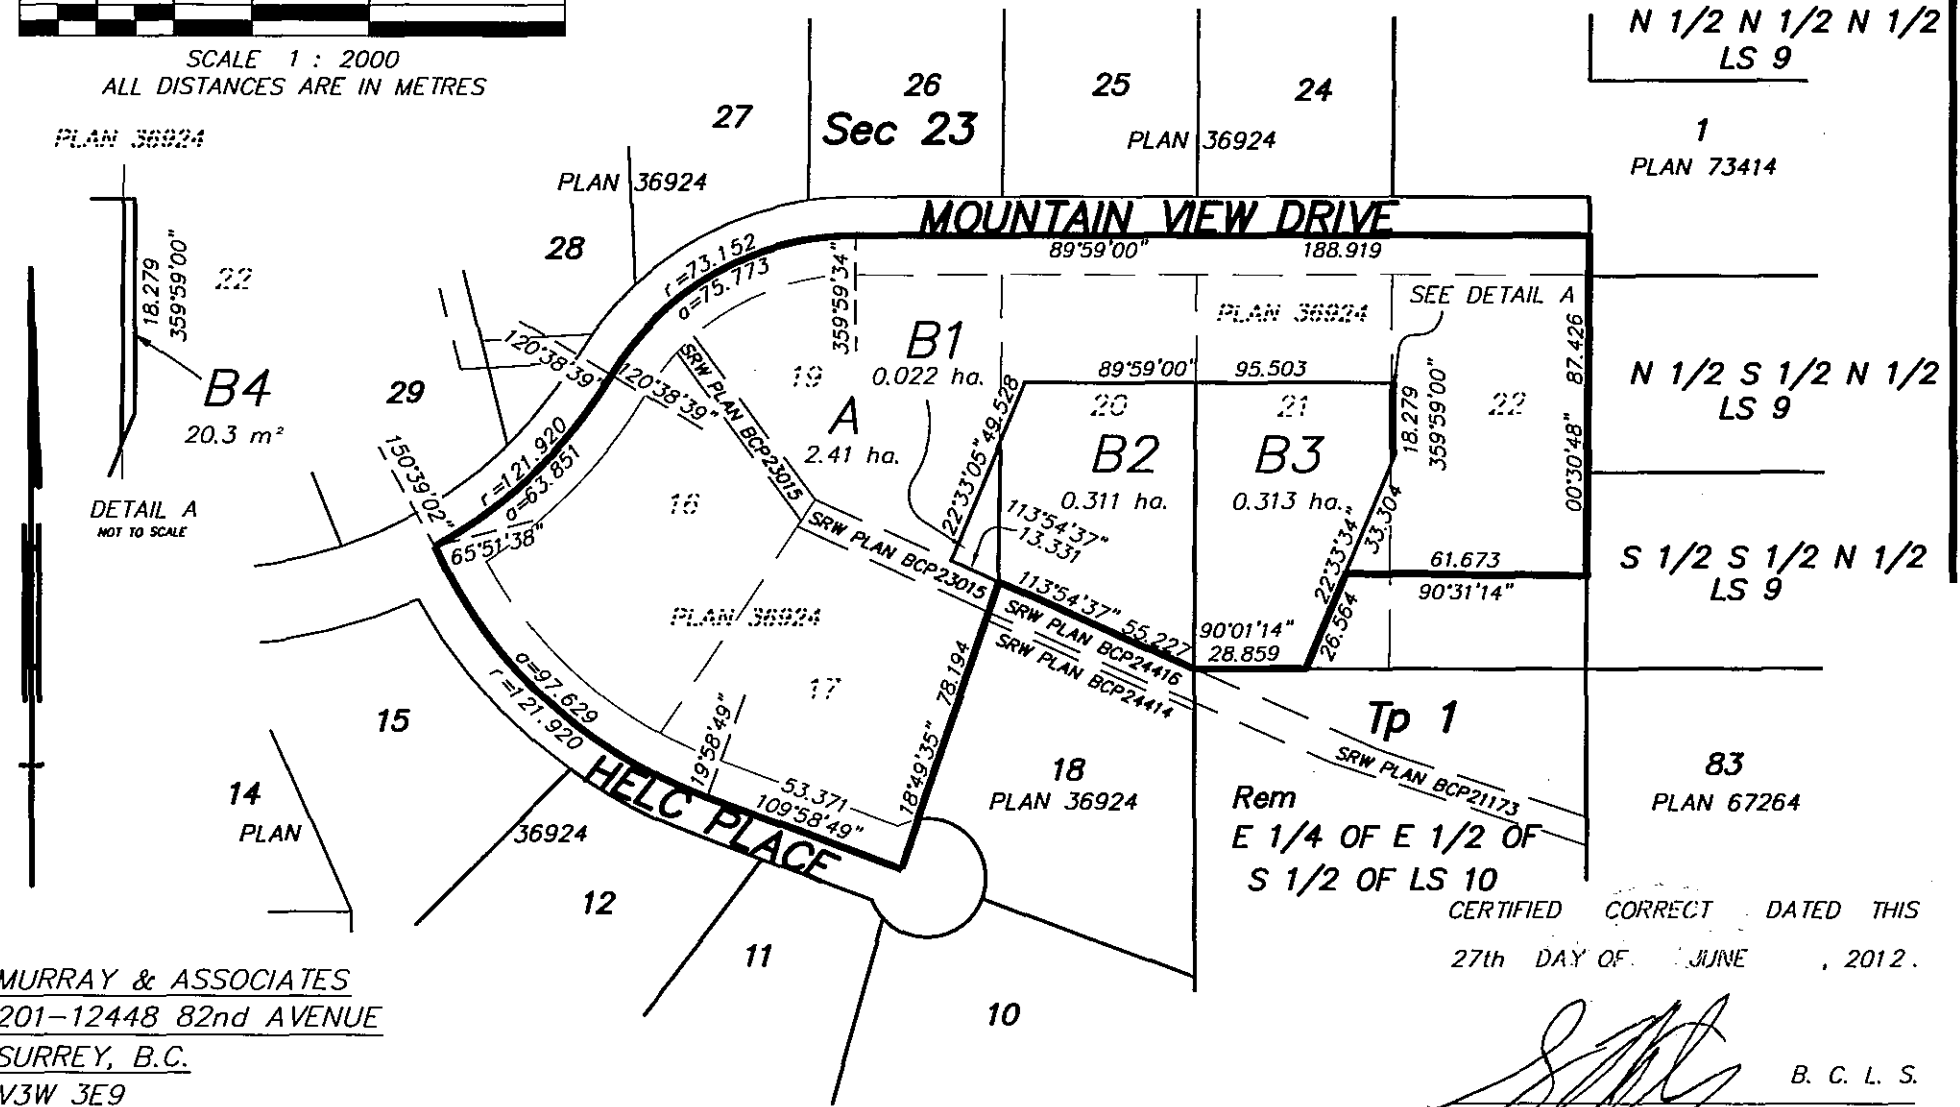 SCALE 1 : 2000
ALL DISTANCES ARE IN METRES
N 1/2 N 1/2 N 1/2
LS 9
27
26
25
24
Sec 23
PLAN 36924
1
PLAN 73414
PLAN 36924
PLAN 36924
18.279
359°59'00"
22
B4
20.3 m²
DETAIL A
NOT TO SCALE
28
29
MOUNTAIN VIEW DRIVE
89°59'00"
188.919
r=73.152
a=75.773
359°59'34"
PLAN 36924
SEE DETAIL A
120°38'39"
120°38'39"
SRW PLAN BCP23015
19
B1
0.022 ha.
A
2.41 ha.
89°59'00"
95.503
20
21
22
B2
0.311 ha.
B3
0.313 ha.
18.279
359°59'00"
87.426
00°30'48"
N 1/2 S 1/2 N 1/2
LS 9
22°33'05"
49.528
150°39'02"
r=121.920
a=63.851
65°51'38"
16
SRW PLAN BCP23015
113°54'37"
13.331
22°33'34"
33.304
61.673
90°31'14"
26.564
S 1/2 S 1/2 N 1/2
LS 9
PLAN 36924
113°54'37"
55.227
90°01'14"
28.859
SRW PLAN BCP24416
SRW PLAN BCP24414
a=97.629
r=121.920
17
78.194
18°49'35"
19°58'49"
53.371
109°58'49"
HELC PLACE
15
14
PLAN
36924
12
11
10
18
PLAN 36924
Tp 1
SRW PLAN BCP21173
Rem
E 1/4 OF E 1/2 OF
S 1/2 OF LS 10
83
PLAN 67264
CERTIFIED CORRECT DATED THIS
27th DAY OF JUNE , 2012.
B. C. L. S.
MURRAY & ASSOCIATES
201-12448 82nd AVENUE
SURREY, B.C.
V3W 3E9